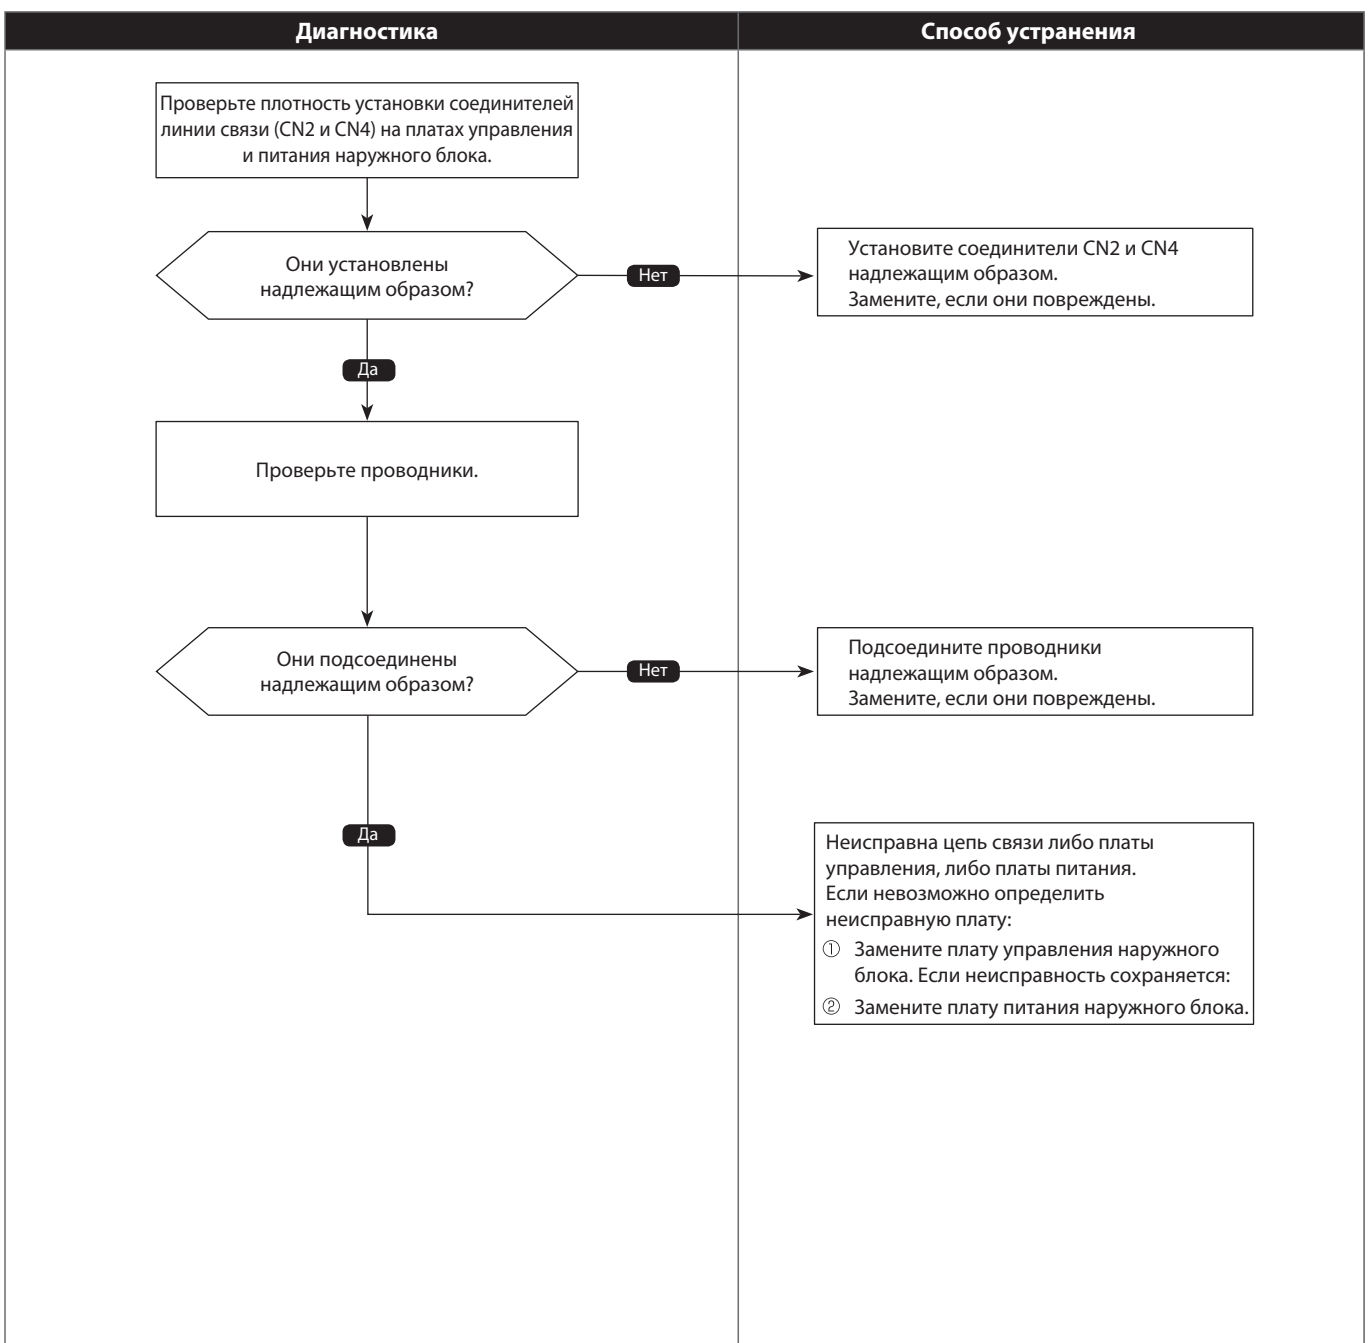 Диагностика
Способ устранения
Проверьте плотность установки соединителей
линии связи (CN2 и CN4) на платах управления
и питания наружного блока.
Они установлены
надлежащим образом?
Нет
Установите соединители CN2 и CN4
надлежащим образом.
Замените, если они повреждены.
Да
Проверьте проводники.
Они подсоединены
надлежащим образом?
Нет
Подсоедините проводники
надлежащим образом.
Замените, если они повреждены.
Да
Неисправна цепь связи либо платы
управления, либо платы питания.
Если невозможно определить
неисправную плату:
① Замените плату управления наружного
блока. Если неисправность сохраняется:
② Замените плату питания наружного блока.